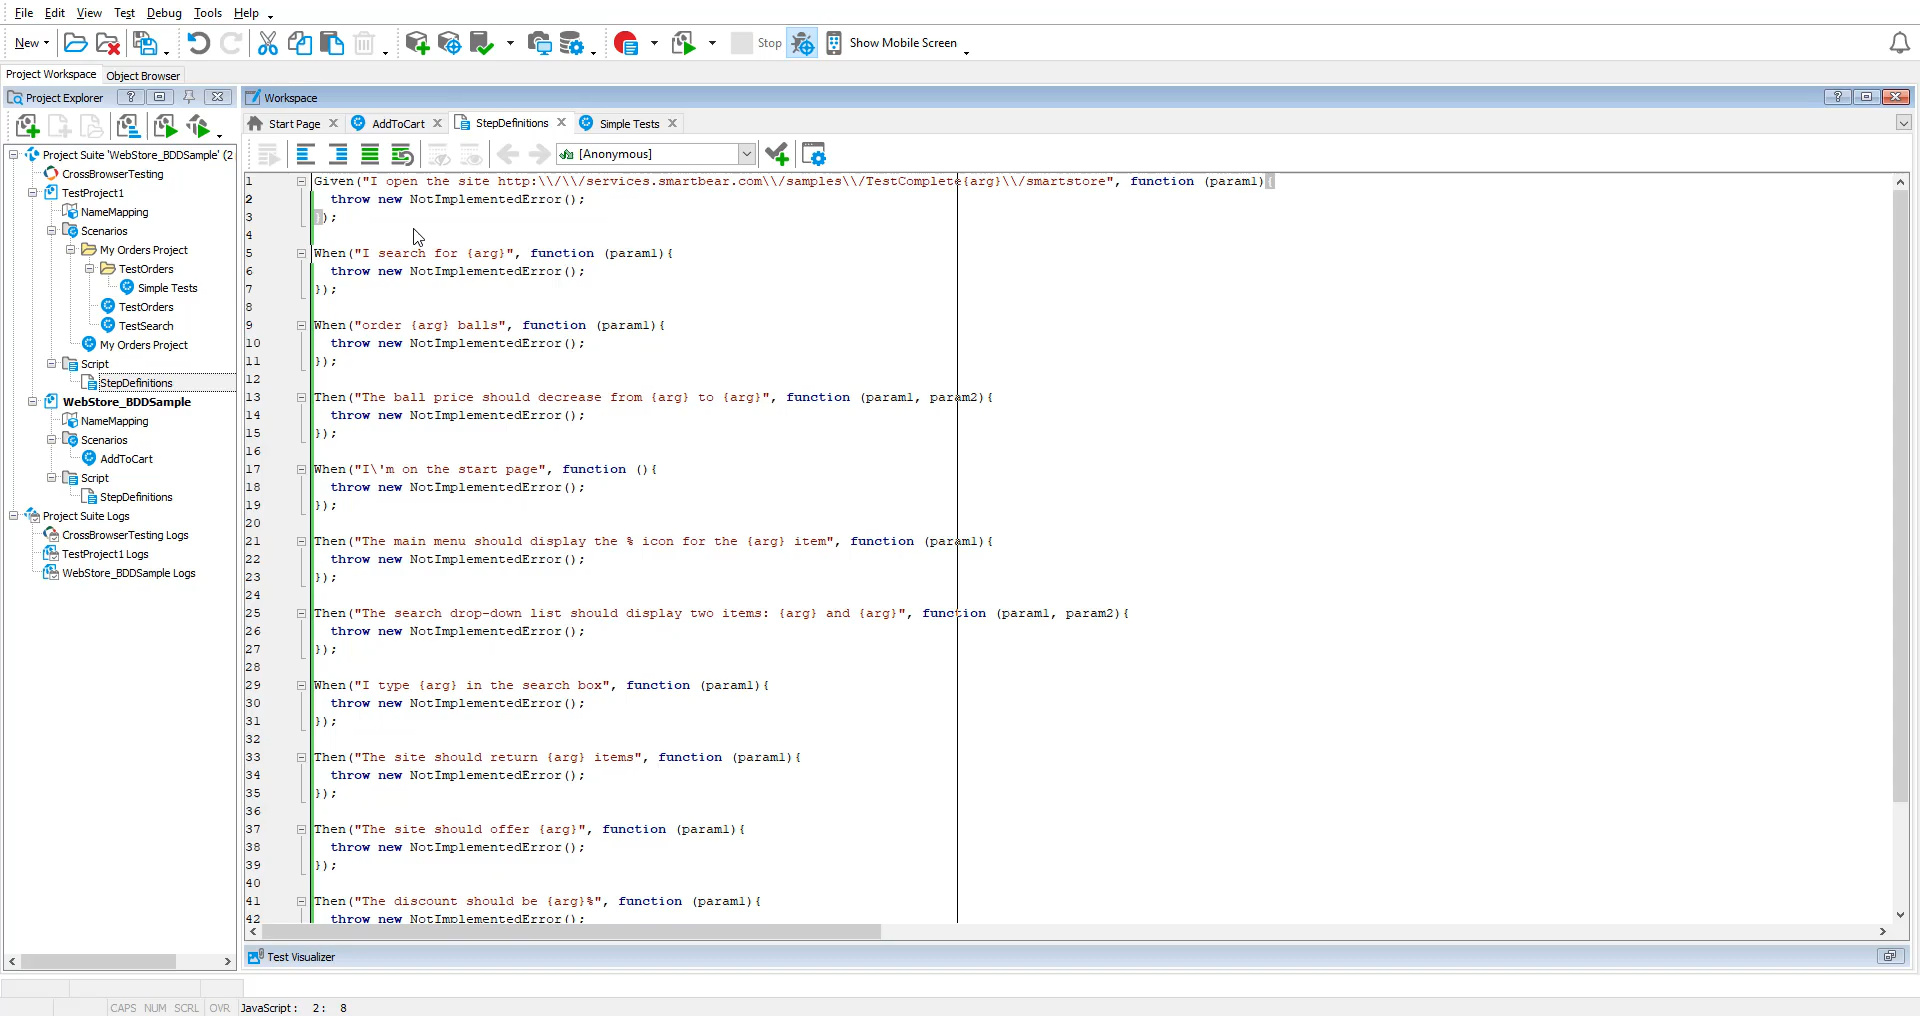 File Edit View Test Debug Tools Help
New Stop Show Mobile Screen
Project Workspace Object Browser
Project Explorer
Workspace
Start Page AddToCart StepDefinitions Simple Tests
[Anonymous]
Project Suite 'WebStore_BDDSample' (2
CrossBrowserTesting
TestProject1
NameMapping
Scenarios
My Orders Project
TestOrders
Simple Tests
TestOrders
TestSearch
My Orders Project
Script
StepDefinitions
WebStore_BDDSample
NameMapping
Scenarios
AddToCart
Script
StepDefinitions
Project Suite Logs
CrossBrowserTesting Logs
TestProject1 Logs
WebStore_BDDSample Logs
1 Given("I open the site http:\\/\\/services.smartbear.com\\/samples\\/TestComplete{arg}\\/smartstore", function (param1){
2 throw new NotImplementedError();
3 });
4
5 When("I search for {arg}", function (param1){
6 throw new NotImplementedError();
7 });
8
9 When("order {arg} balls", function (param1){
10 throw new NotImplementedError();
11 });
12
13 Then("The ball price should decrease from {arg} to {arg}", function (param1, param2){
14 throw new NotImplementedError();
15 });
16
17 When("I\'m on the start page", function (){
18 throw new NotImplementedError();
19 });
20
21 Then("The main menu should display the % icon for the {arg} item", function (param1){
22 throw new NotImplementedError();
23 });
24
25 Then("The search drop-down list should display two items: {arg} and {arg}", function (param1, param2){
26 throw new NotImplementedError();
27 });
28
29 When("I type {arg} in the search box", function (param1){
30 throw new NotImplementedError();
31 });
32
33 Then("The site should return {arg} items", function (param1){
34 throw new NotImplementedError();
35 });
36
37 Then("The site should offer {arg}", function (param1){
38 throw new NotImplementedError();
39 });
40
41 Then("The discount should be {arg}%", function (param1){
42 throw new NotImplementedError();
Test Visualizer
CAPS NUM SCRL OVR JavaScript: 2: 8